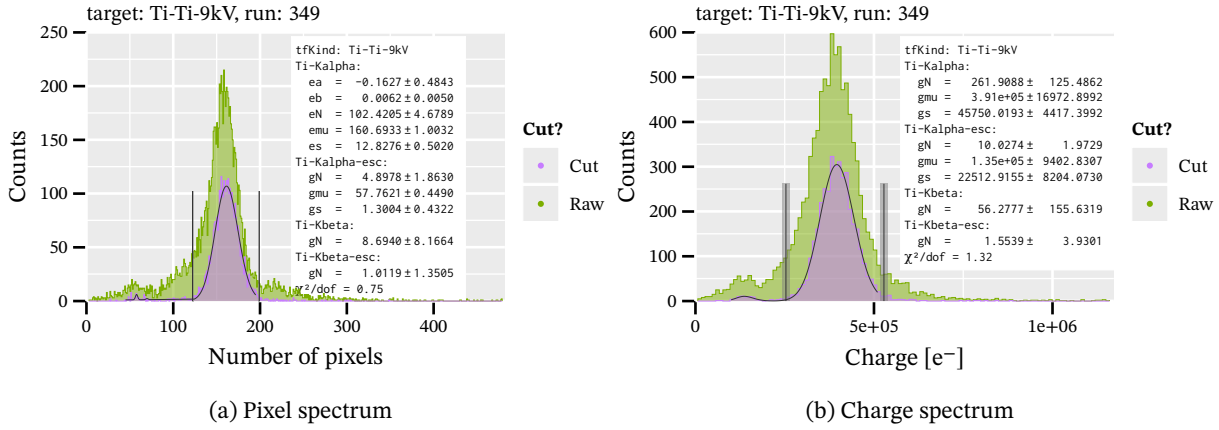 target: Ti-Ti-9kV, run: 349
250
200
150
100
50
0
Counts
0
100
200
300
400
Number of pixels
tfKind: Ti-Ti-9kV
Ti-Kalpha:
ea = -0.1627 ± 0.4843
eb = 0.0062 ± 0.0050
eN = 102.4205 ± 4.6789
emu = 160.6933 ± 1.0032
es = 12.8276 ± 0.5020
Ti-Kalpha-esc:
gN = 4.8978 ± 1.8630
gmu = 57.7621 ± 0.4490
gs = 1.3004 ± 0.4322
Ti-Kbeta:
gN = 8.6940 ± 8.1664
Ti-Kbeta-esc:
gN = 1.0119 ± 1.3505
χ²/dof = 0.75
Cut?
Cut
Raw
(a) Pixel spectrum
target: Ti-Ti-9kV, run: 349
600
500
400
300
200
100
0
Counts
0
5e+05
1e+06
Charge [e⁻]
tfKind: Ti-Ti-9kV
Ti-Kalpha:
gN = 261.9088 ± 125.4862
gmu = 3.91e+05 ± 16972.8992
gs = 45750.0193 ± 4417.3992
Ti-Kalpha-esc:
gN = 10.0274 ± 1.9729
gmu = 1.35e+05 ± 9402.8307
gs = 22512.9155 ± 8204.0730
Ti-Kbeta:
gN = 56.2777 ± 155.6319
Ti-Kbeta-esc:
gN = 1.5539 ± 3.9301
χ²/dof = 1.32
Cut?
Cut
Raw
(b) Charge spectrum